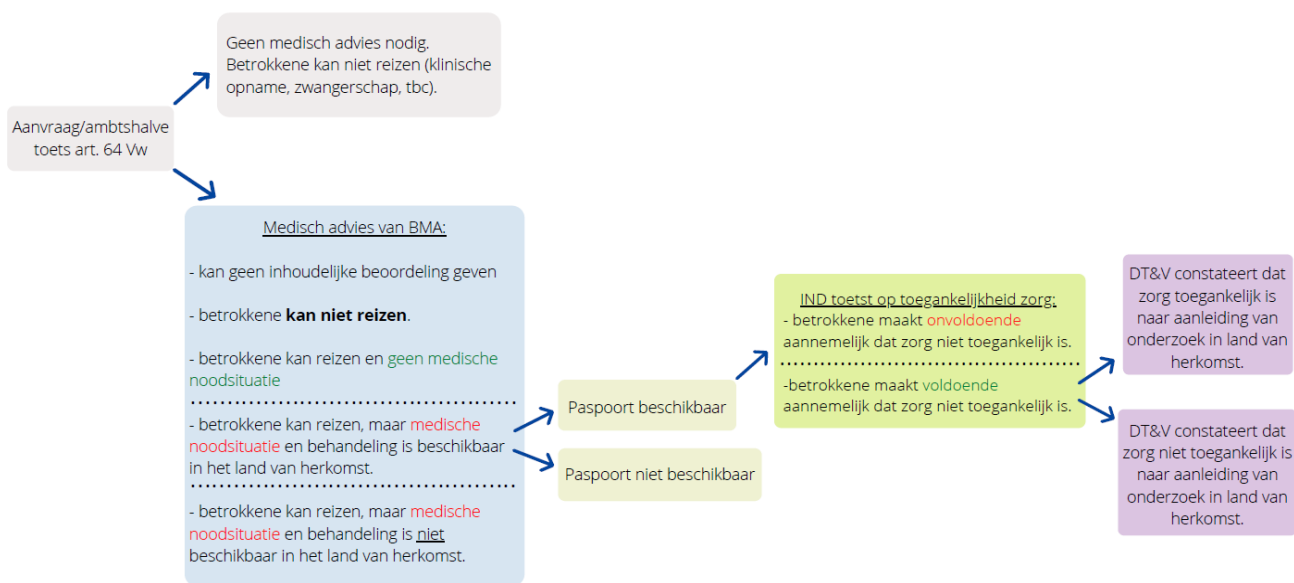 Geen medisch advies nodig.
Betrokkene kan niet reizen (klinische
opname, zwangerschap, tbc).
Aanvraag/ambtshalve
toets art. 64 Vw
Medisch advies van BMA:
- kan geen inhoudelijke beoordeling geven
- betrokkene kan niet reizen.
- betrokkene kan reizen en geen medische
noodsituatie
- betrokkene kan reizen, maar medische
noodsituatie en behandeling is beschikbaar
in het land van herkomst.
- betrokkene kan reizen, maar medische
noodsituatie en behandeling is niet
beschikbaar in het land van herkomst.
Paspoort beschikbaar
Paspoort niet beschikbaar
IND toetst op toegankelijkheid zorg:
- betrokkene maakt onvoldoende
aannemelijk dat zorg niet toegankelijk is.
-betrokkene maakt voldoende
aannemelijk dat zorg niet toegankelijk is.
DT&V constateert dat
zorg toegankelijk is
naar aanleiding van
onderzoek in land van
herkomst.
DT&V constateert dat
zorg niet toegankelijk is
naar aanleiding van
onderzoek in land van
herkomst.